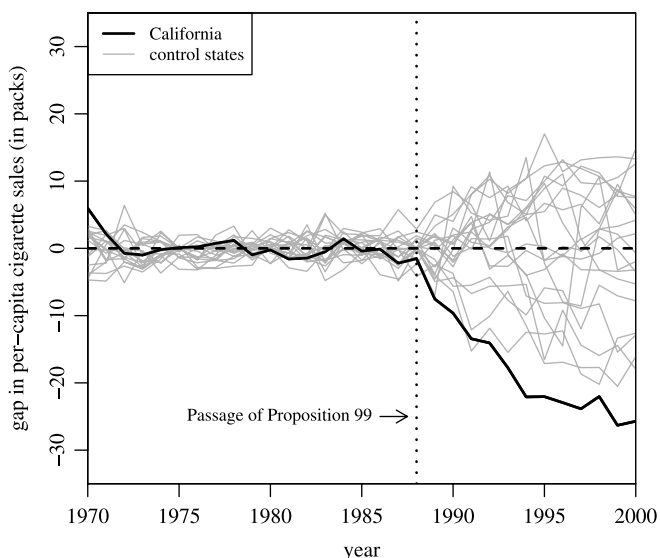 California
control states
gap in per−capita cigarette sales (in packs)
30
20
10
0
−10
−20
−30
Passage of Proposition 99
1970 1975 1980 1985 1990 1995 2000
year